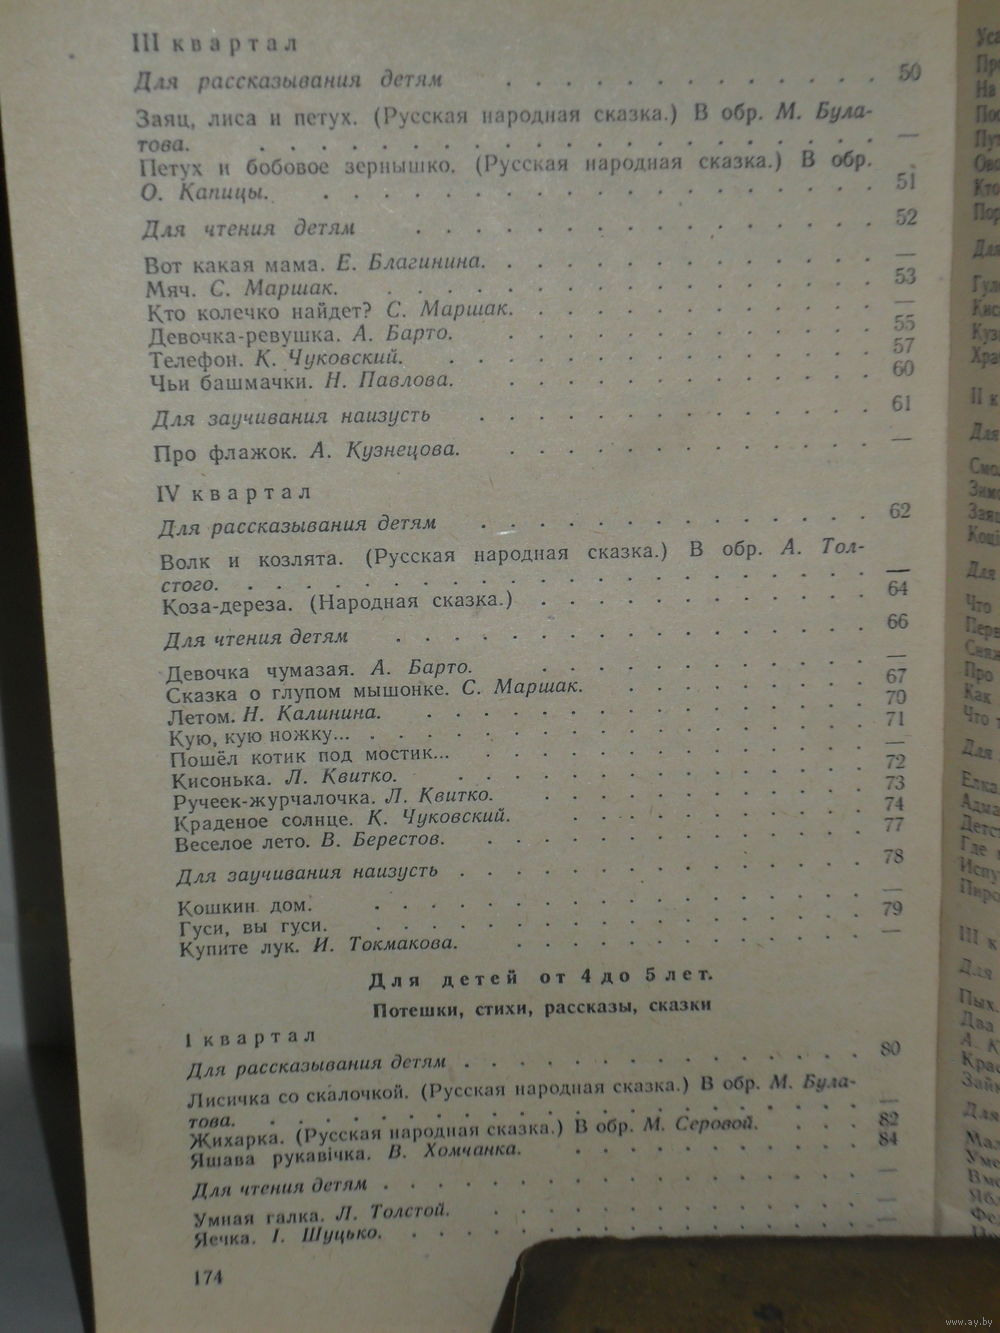 III квартал
Для рассказывания детям . . . . . . . . . . . . . 50
Заяц, лиса и петух. (Русская народная сказка.) В обр. М. Була-
това. . . . . . . . . . . . . . . . . . —
Петух и бобовое зернышко. (Русская народная сказка.) В обр.
О. Капицы. . . . . . . . . . . . . . . . . 51
Для чтения детям . . . . . . . . . . . . . . 52
Вот какая мама. Е. Благинина. . . . . . . . . . . . —
Мяч. С. Маршак. . . . . . . . . . . . . . . . 53
Кто колечко найдет? С. Маршак. . . . . . . . . . . —
Девочка-ревушка. А. Барто. . . . . . . . . . . . 55
Телефон. К. Чуковский. . . . . . . . . . . . . . 57
Чьи башмачки. Н. Павлова. . . . . . . . . . . . 60
Для заучивания наизусть . . . . . . . . . . . . 61
Про флажок. А. Кузнецова. . . . . . . . . . . . —
IV квартал
Для рассказывания детям . . . . . . . . . . . . 62
Волк и козлята. (Русская народная сказка.) В обр. А. Тол-
стого. . . . . . . . . . . . . . . . . . —
Коза-дереза. (Народная сказка.) . . . . . . . . . . 64
Для чтения детям . . . . . . . . . . . . . . 66
Девочка чумазая. А. Барто. . . . . . . . . . . . —
Сказка о глупом мышонке. С. Маршак. . . . . . . . . 67
Летом. Н. Калинина. . . . . . . . . . . . . . 70
Кую, кую ножку... . . . . . . . . . . . . . . . 71
Пошёл котик под мостик... . . . . . . . . . . . . —
Кисонька. Л. Квитко. . . . . . . . . . . . . . 72
Ручеек-журчалочка. Л. Квитко. . . . . . . . . . . 73
Краденое солнце. К. Чуковский. . . . . . . . . . . 74
Веселое лето. В. Берестов. . . . . . . . . . . . 77
Для заучивания наизусть . . . . . . . . . . . . 78
Кошкин дом. . . . . . . . . . . . . . . . —
Гуси, вы гуси. . . . . . . . . . . . . . . . 79
Купите лук. И. Токмакова. . . . . . . . . . . . —
Для детей от 4 до 5 лет.
Потешки, стихи, рассказы, сказки
I квартал
Для рассказывания детям . . . . . . . . . . . . 80
Лисичка со скалочкой. (Русская народная сказка.) В обр. М. Була-
това. . . . . . . . . . . . . . . . . . —
Жихарка. (Русская народная сказка.) В обр. М. Серовой. . . . 82
Яшава рукавічка. В. Хомчанка. . . . . . . . . . . 84
Для чтения детям . . . . . . . . . . . . . . —
Умная галка. Л. Толстой. . . . . . . . . . . . . —
Яечка. І. Шуцько. . . . . . . . . . . . . . . —
174
www.ay.by